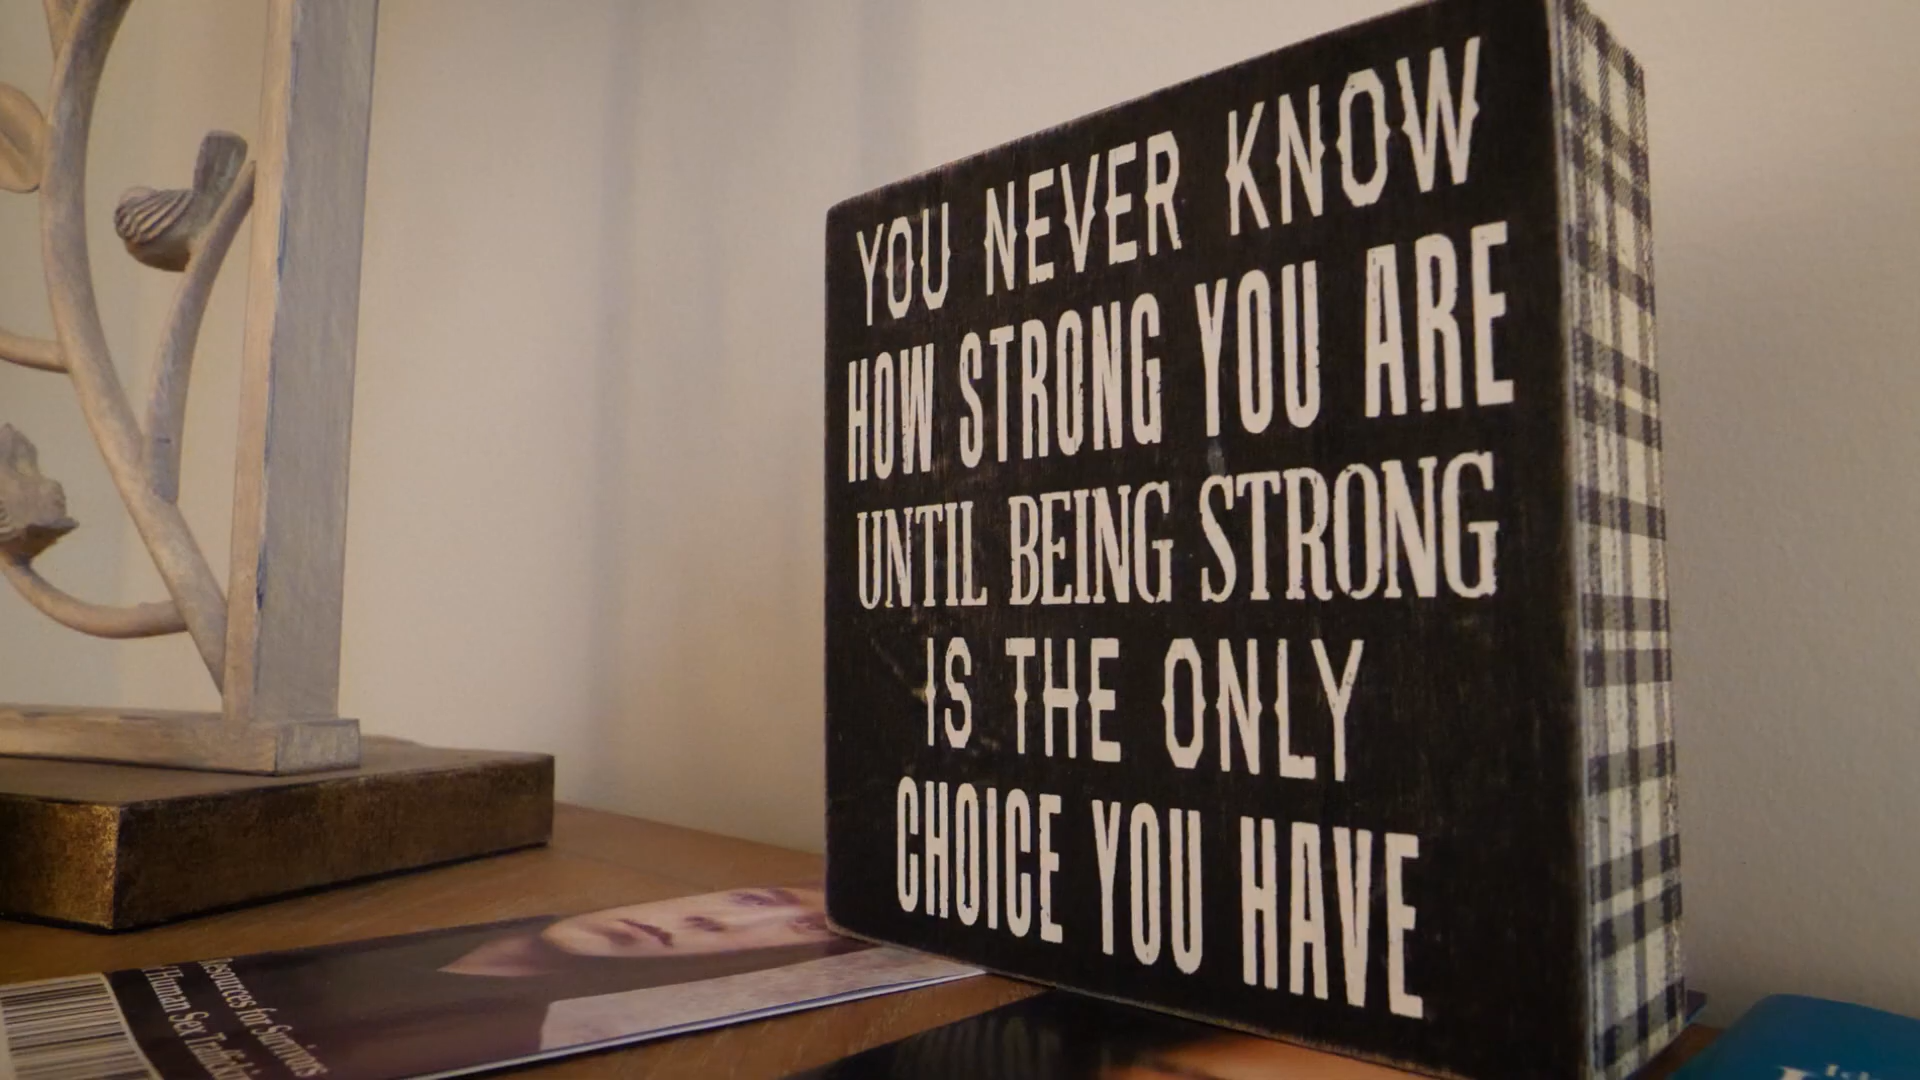 YOU NEVER KNOW
HOW STRONG YOU ARE
UNTIL BEING STRONG
IS THE ONLY
CHOICE YOU HAVE
Resources for Survivors
Human Sex